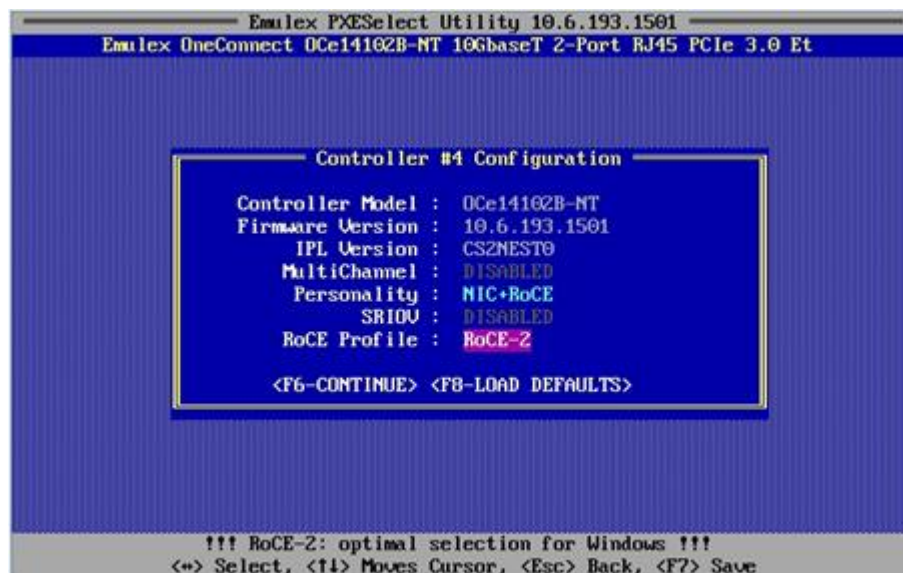 Emulex PXESelect Utility 10.6.193.1501
Emulex OneConnect OCe14102B-NT 10GbaseT 2-Port RJ45 PCIe 3.0 Et
Controller #4 Configuration
Controller Model : OCe14102B-NT
Firmware Version : 10.6.193.1501
IPL Version : CS2NEST0
MultiChannel : DISABLED
Personality : NIC+RoCE
SRIOV : DISABLED
RoCE Profile : RoCE-2
<F6-CONTINUE> <F8-LOAD DEFAULTS>
!!! RoCE-2: optimal selection for Windows !!!
<↔> Select, <↑↓> Moves Cursor, <Esc> Back, <F7> Save